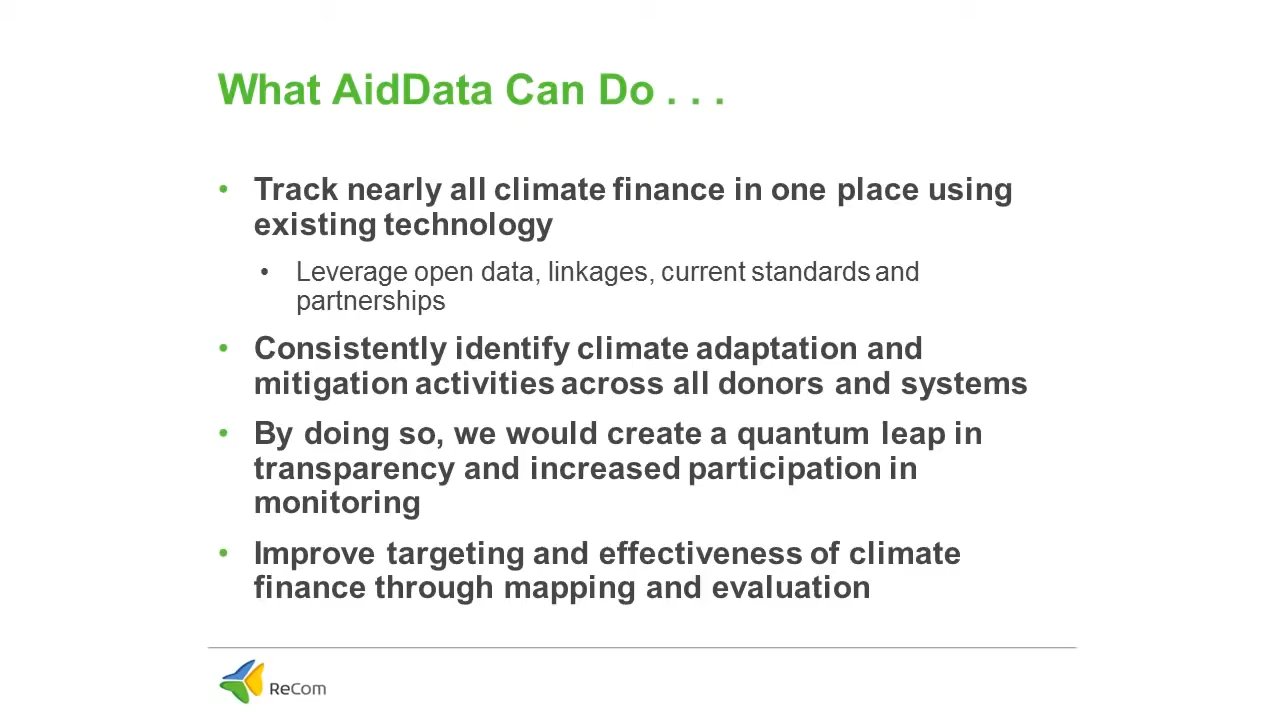 What AidData Can Do . . .
• Track nearly all climate finance in one place using
existing technology
• Leverage open data, linkages, current standards and
partnerships
• Consistently identify climate adaptation and
mitigation activities across all donors and systems
• By doing so, we would create a quantum leap in
transparency and increased participation in
monitoring
• Improve targeting and effectiveness of climate
finance through mapping and evaluation
ReCom